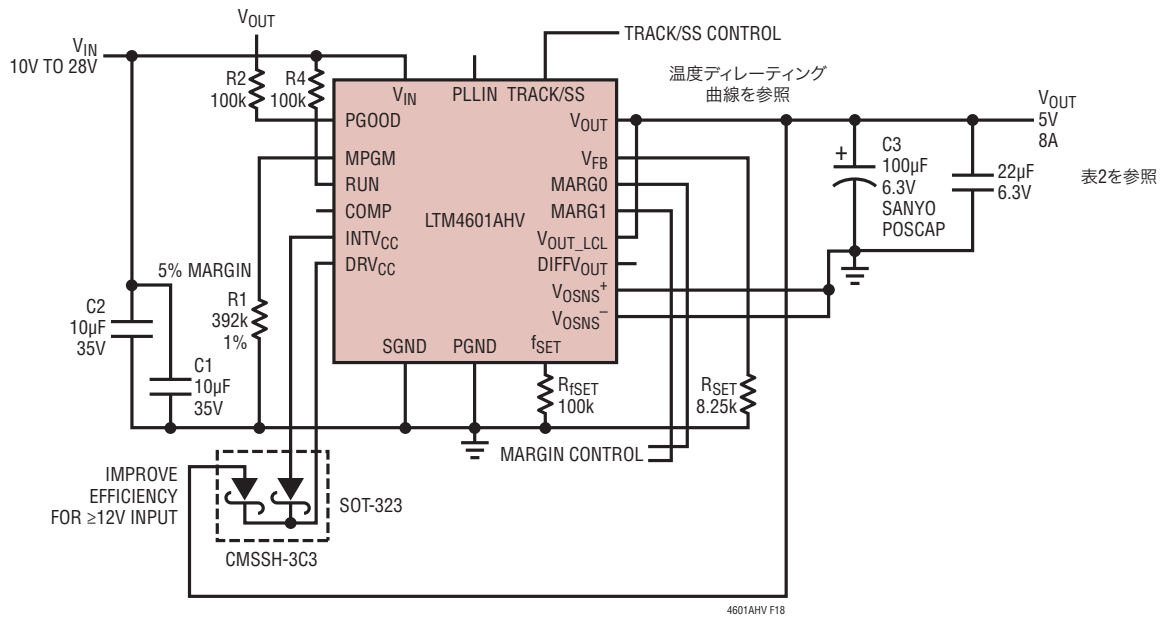 VOUT
VIN
10V TO 28V
R2
100k
R4
100k
TRACK/SS CONTROL
温度ディレーティング
曲線を参照
VIN
PLLIN
TRACK/SS
PGOOD
MPGM
RUN
COMP
INTVCC
DRVCC
LTM4601AHV
VOUT
VFB
MARG0
MARG1
VOUT_LCL
DIFFVOUT
VOSNS+
VOSNS–
SGND
PGND
fSET
VOUT
5V
8A
+
C3
100µF
6.3V
SANYO
POSCAP
22µF
6.3V
表2を参照
5% MARGIN
C2
10µF
35V
R1
392k
1%
C1
10µF
35V
RfSET
100k
RSET
8.25k
MARGIN CONTROL
IMPROVE
EFFICIENCY
FOR ≥12V INPUT
SOT-323
CMSSH-3C3
4601AHV F18